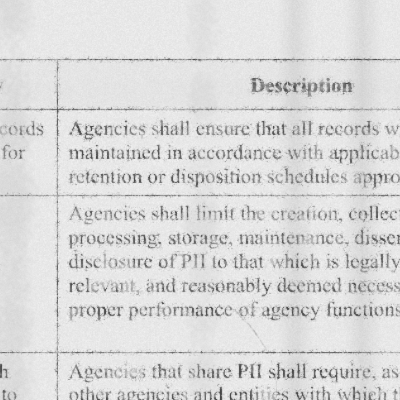 Description
cords
for
Agencies shall ensure that all records w
maintained in accordance with applicab
retention or disposition schedules appro
Agencies shall limit the creation, collec
processing, storage, maintenance, disse
disclosure of PII to that which is legally
relevant, and reasonably deemed necess
proper performance of agency functions
h
to
Agencies that share PII shall require, as
other agencies and entities with which th